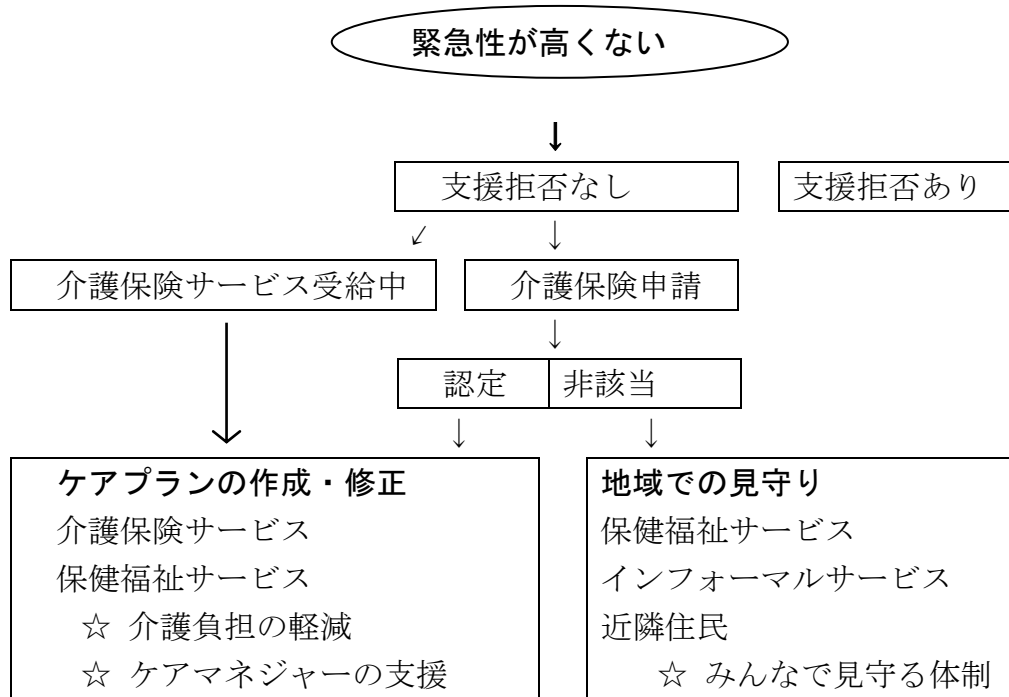 緊急性が高くない
↓
支援拒否なし 支援拒否あり
↙ ↓
介護保険サービス受給中 介護保険申請
↓
認定 非該当
↓ ↓
ケアプランの作成・修正
介護保険サービス
保健福祉サービス
☆ 介護負担の軽減
☆ ケアマネジャーの支援
地域での見守り
保健福祉サービス
インフォーマルサービス
近隣住民
☆ みんなで見守る体制